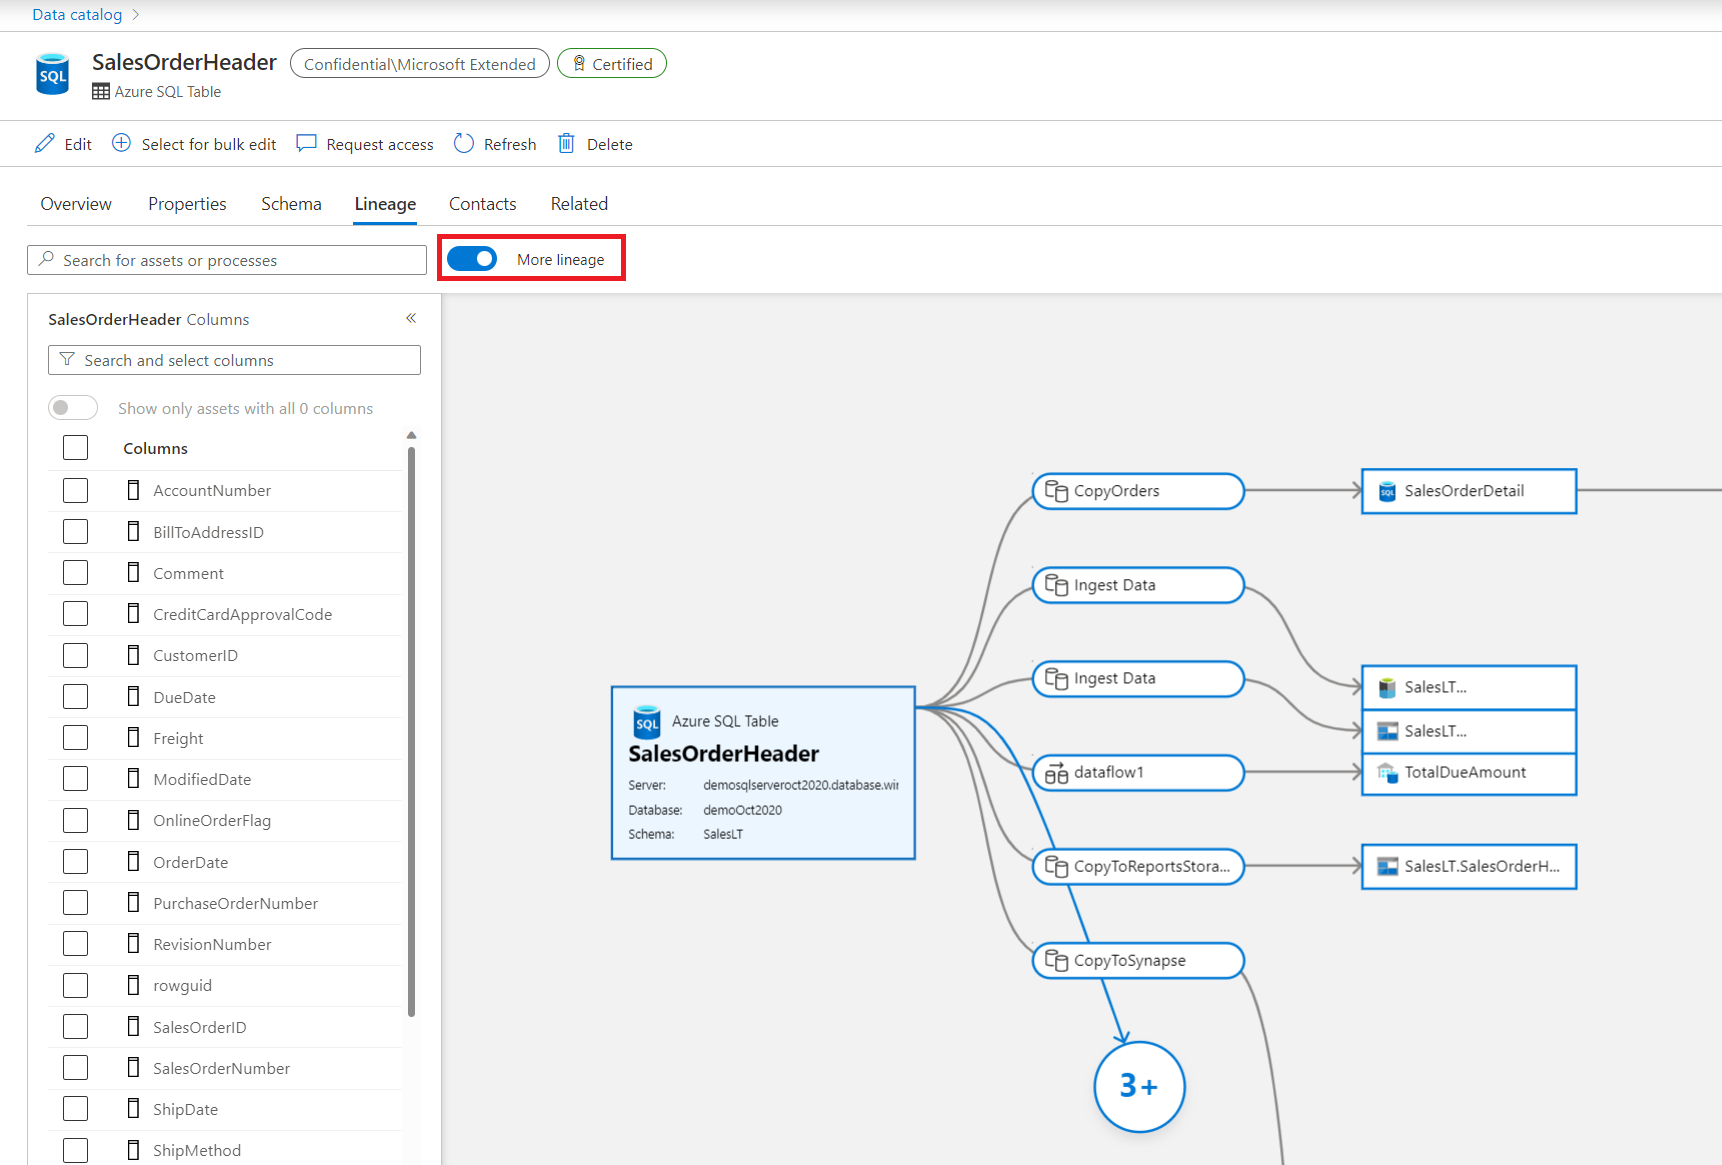 Data catalog
SalesOrderHeader
Confidential\Microsoft Extended
Certified
Azure SQL Table
Edit
Select for bulk edit
Request access
Refresh
Delete
Overview
Properties
Schema
Lineage
Contacts
Related
Search for assets or processes
More lineage
SalesOrderHeader Columns
Search and select columns
Show only assets with all 0 columns
Columns
AccountNumber
BillToAddressID
Comment
CreditCardApprovalCode
CustomerID
DueDate
Freight
ModifiedDate
OnlineOrderFlag
OrderDate
PurchaseOrderNumber
RevisionNumber
rowguid
SalesOrderID
SalesOrderNumber
ShipDate
ShipMethod
SQL
Azure SQL Table
SalesOrderHeader
Server: demosqlserveroct2020.database.wir
Database: demoOct2020
Schema: SalesLT
CopyOrders
Ingest Data
Ingest Data
dataflow1
CopyToReportsStora...
CopyToSynapse
3+
SalesOrderDetail
SalesLT...
SalesLT...
TotalDueAmount
SalesLT.SalesOrderH...